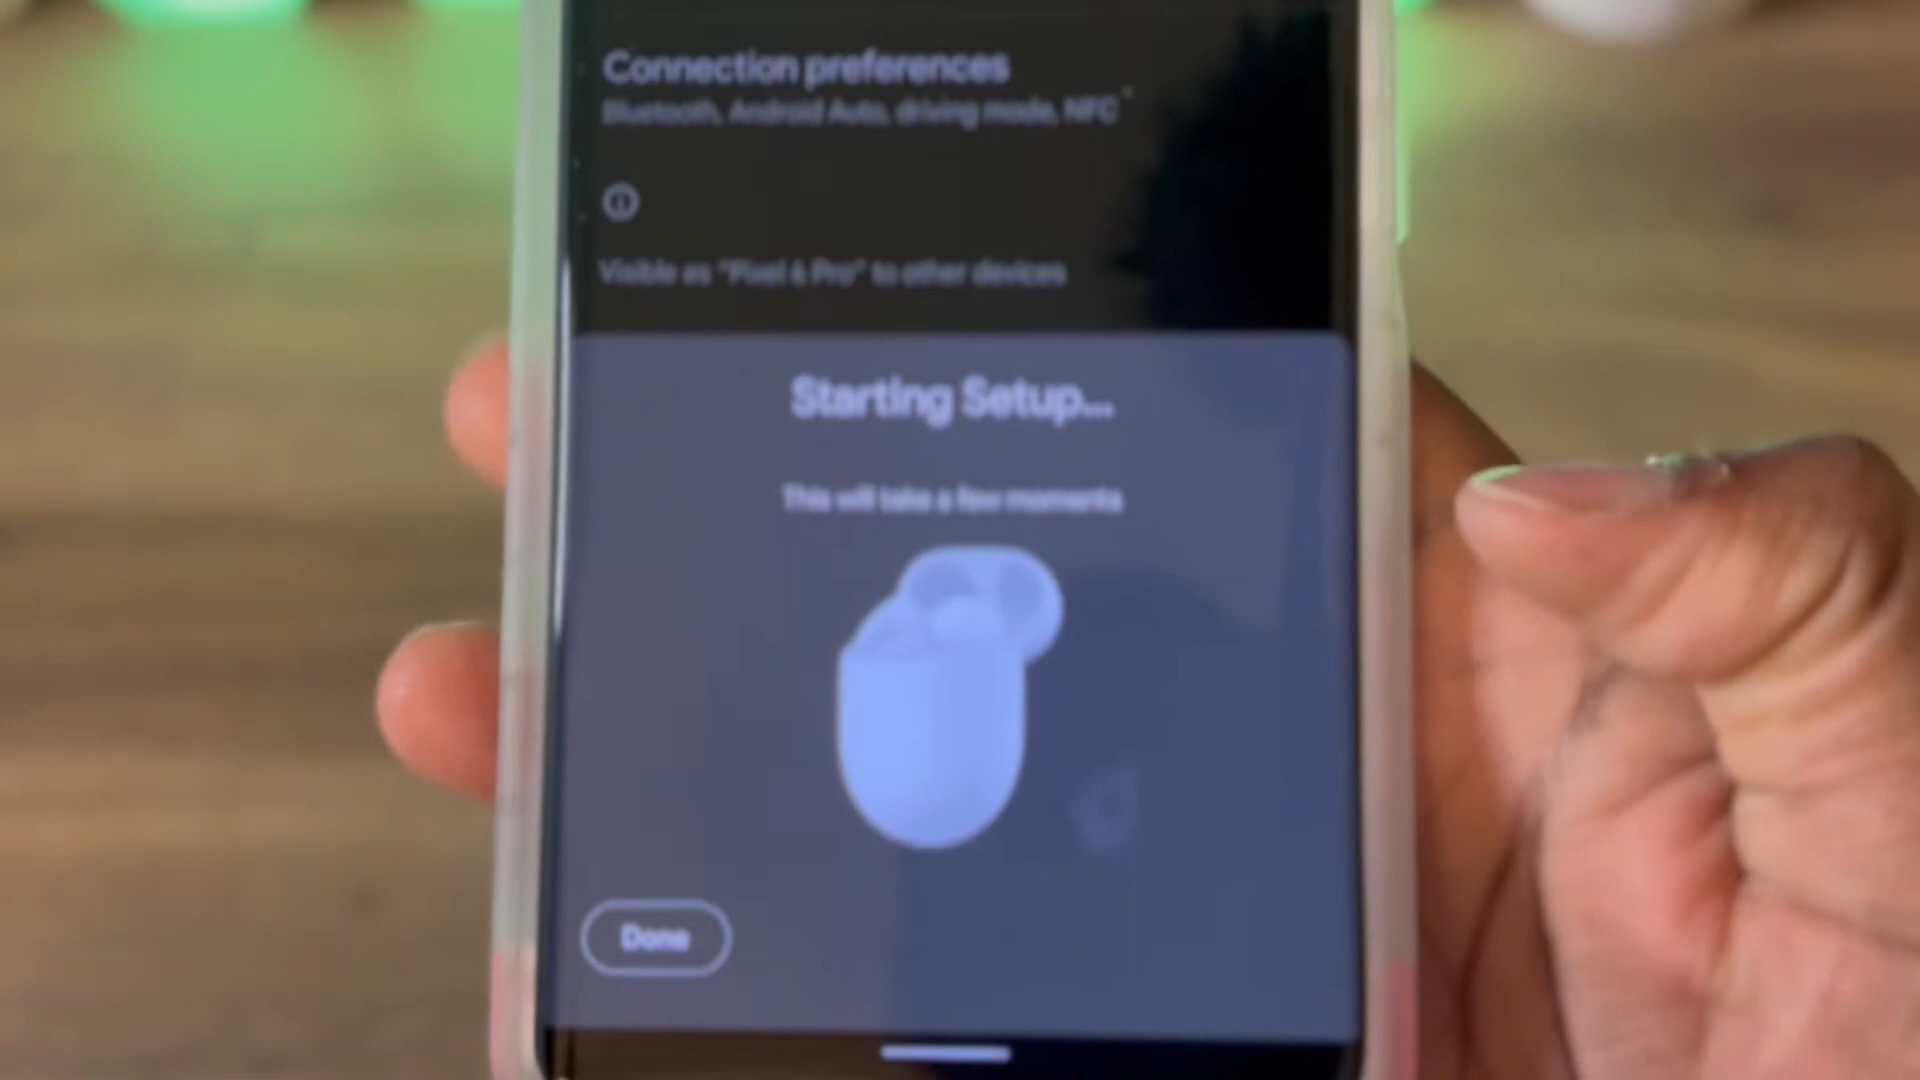 Connection preferences
Bluetooth, Android Auto, driving mode, NFC
Visible as "Pixel 6 Pro" to other devices
Starting Setup...
This will take a few moments
Done